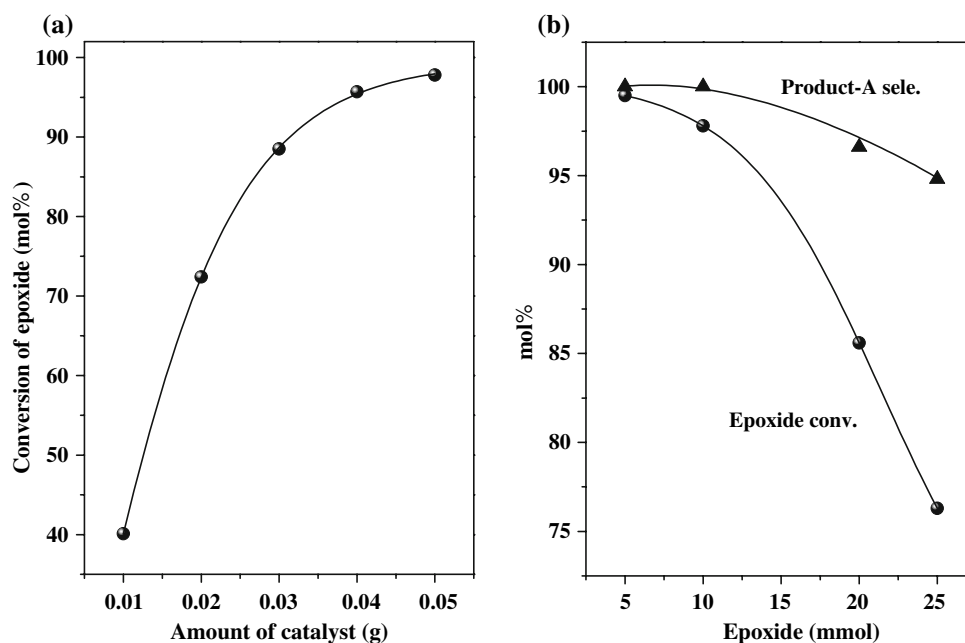 (a)
100
90
80
70
60
50
40
Conversion of epoxide (mol%)
0.01 0.02 0.03 0.04 0.05
Amount of catalyst (g)
(b)
100
95
90
85
80
75
mol%
Product-A sele.
Epoxide conv.
5 10 15 20 25
Epoxide (mmol)